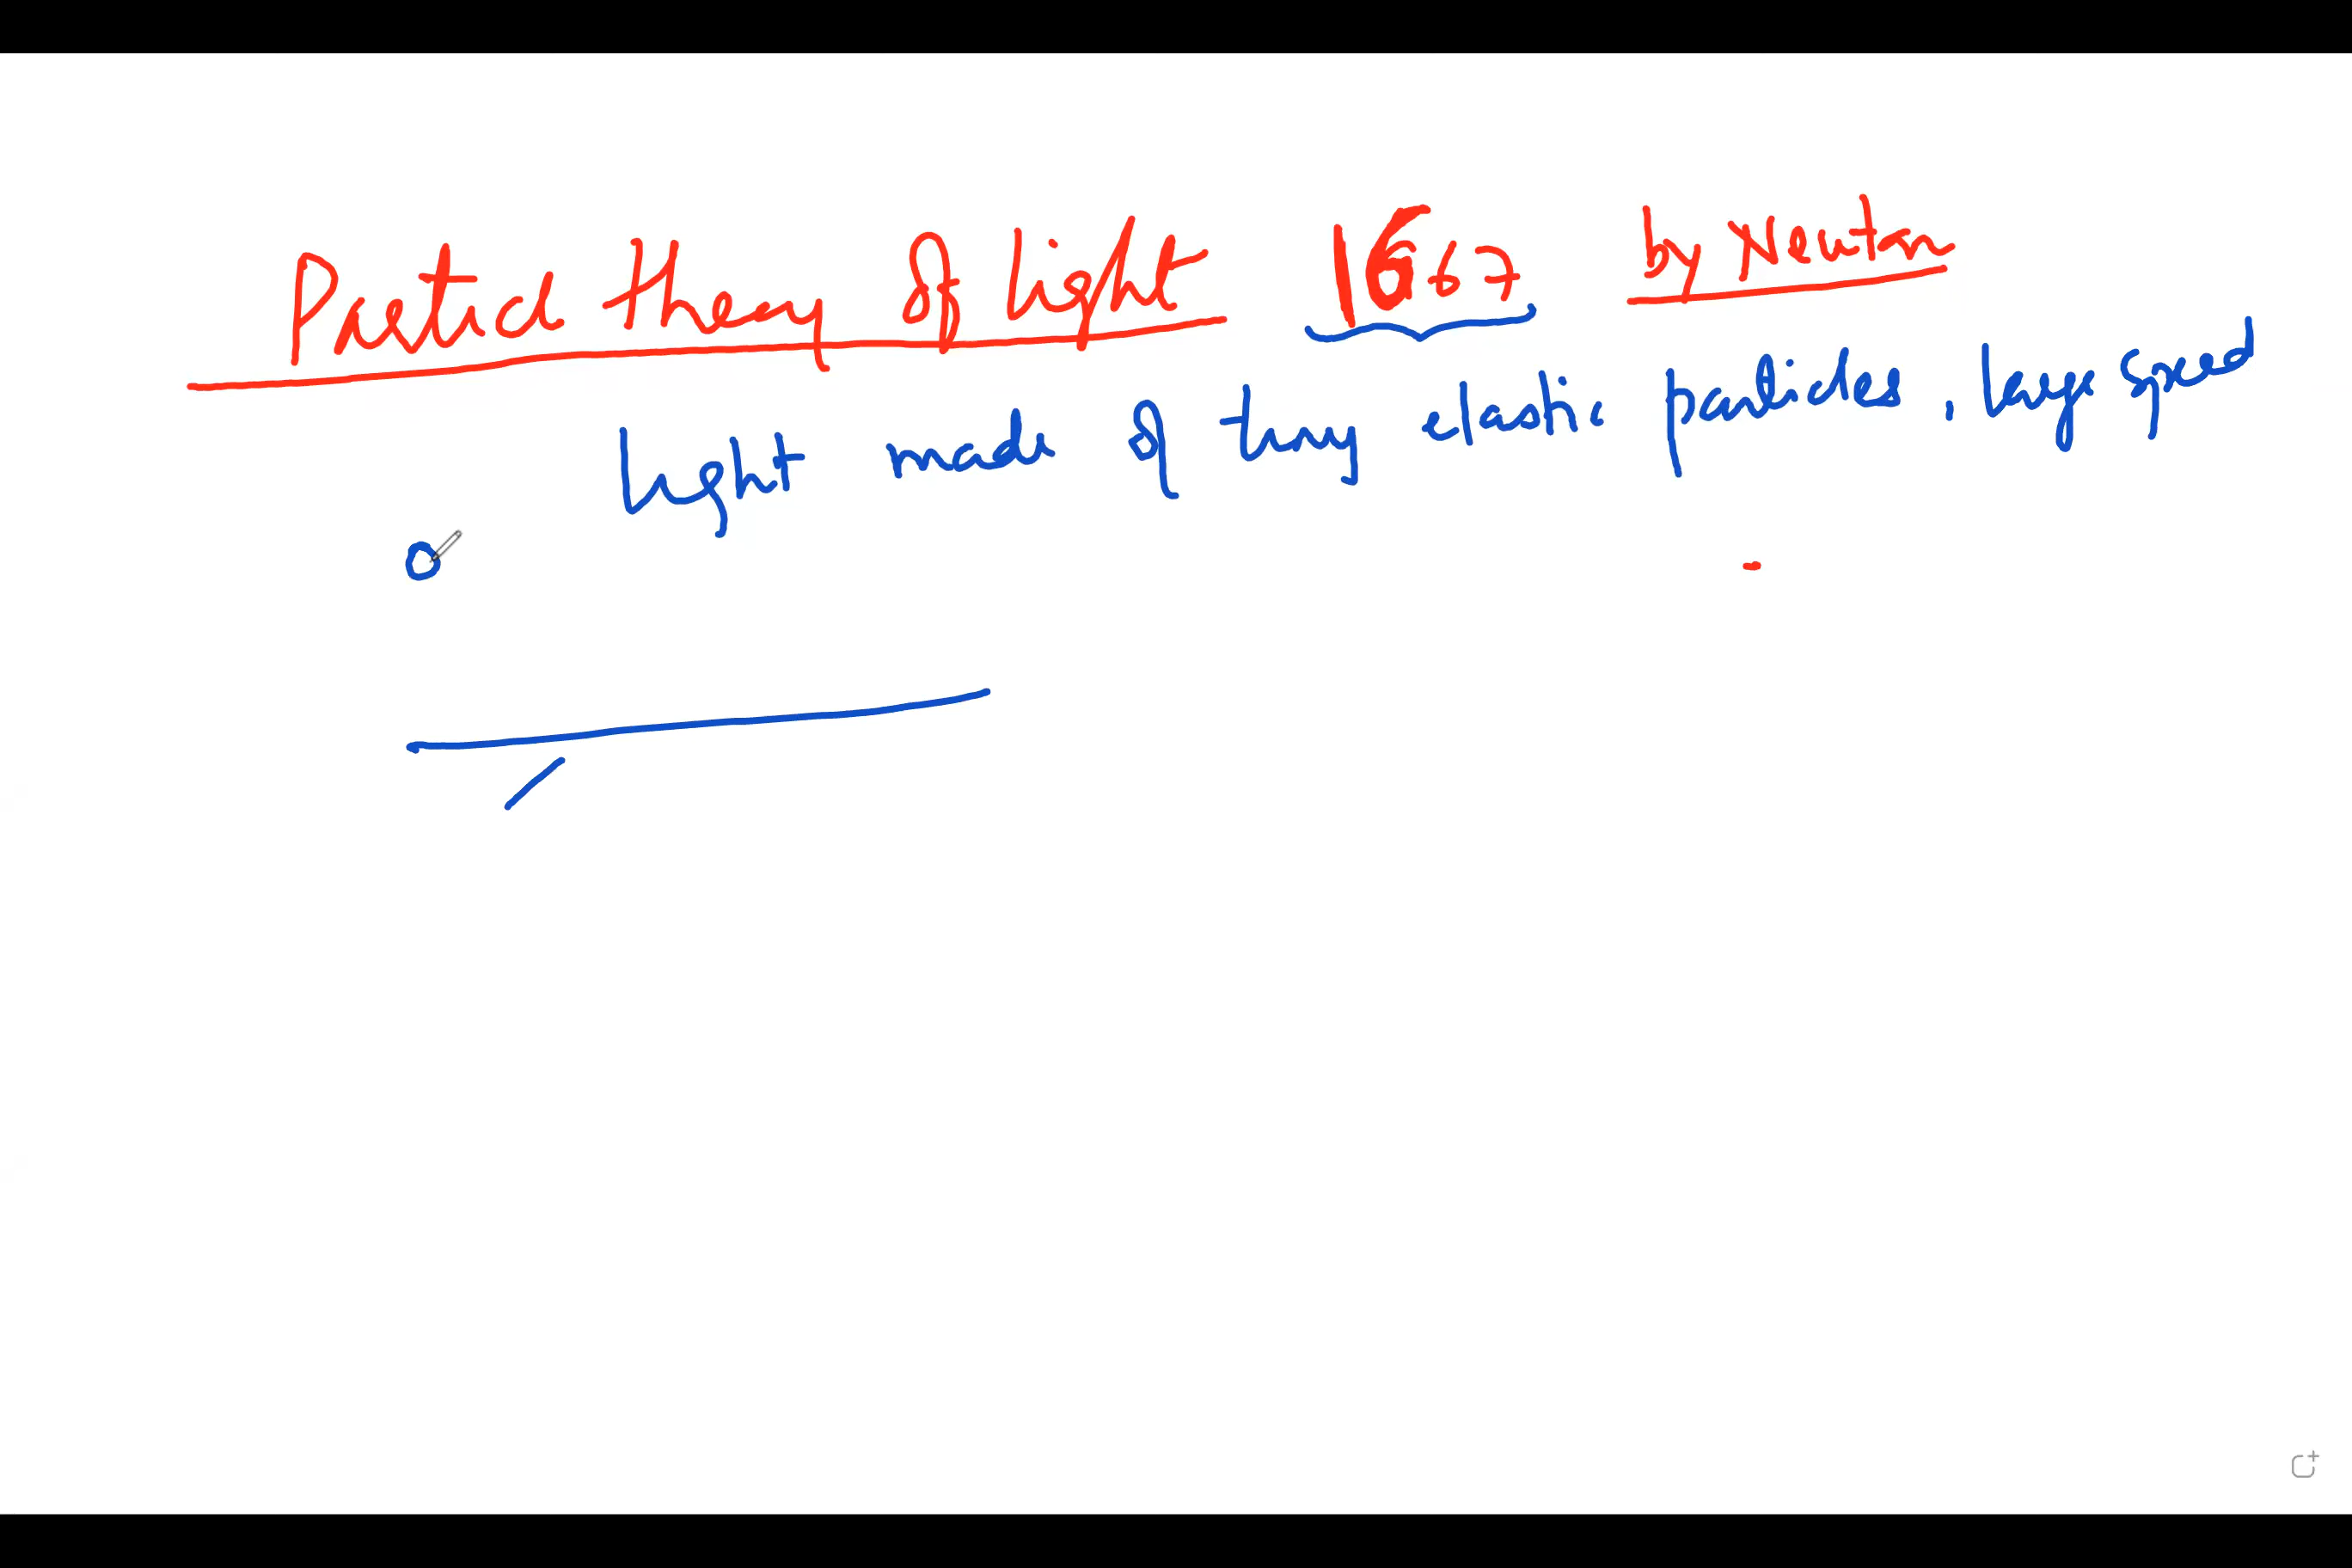 Particle theory of light 1667 by Newton
light made of tiny elastic particles, large speed